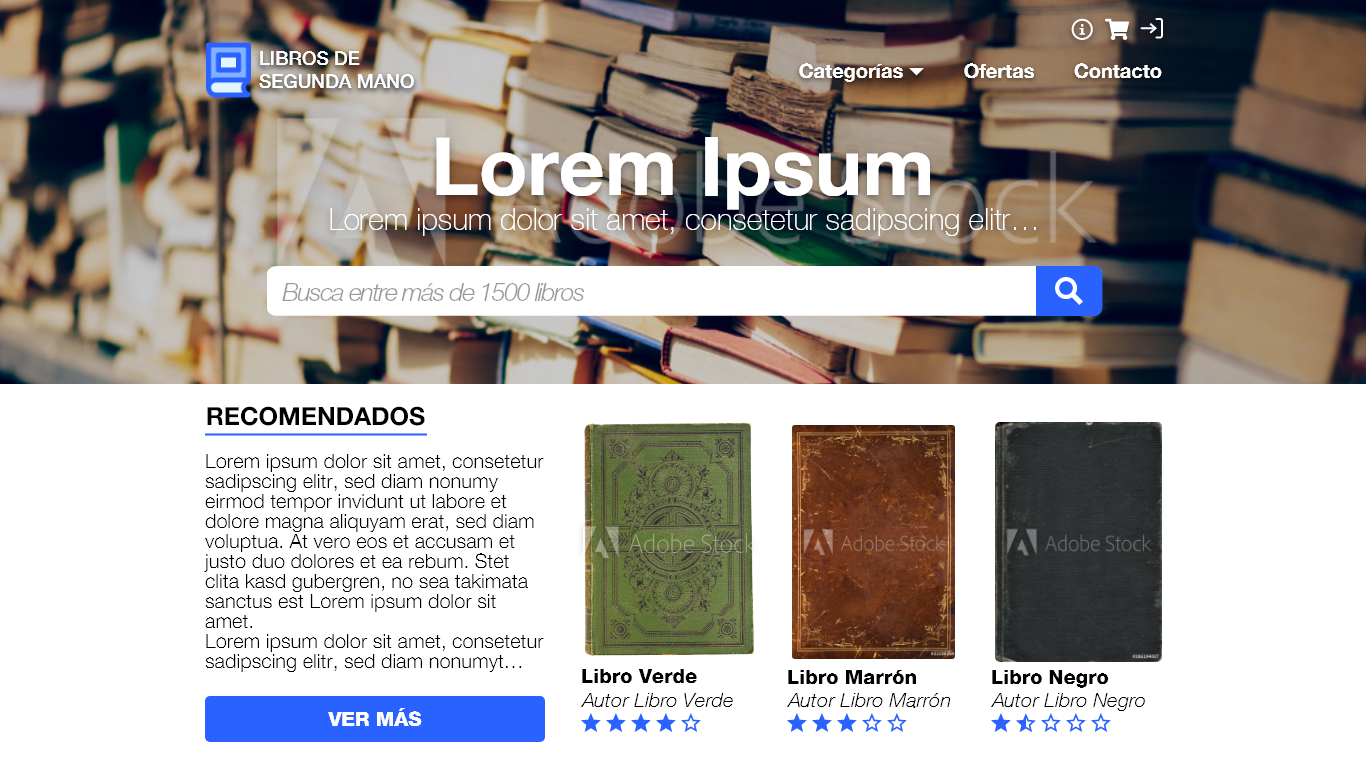 LIBROS DE
SEGUNDA MANO
Categorías
Ofertas
Contacto
Adobe Stock
Lorem Ipsum
Lorem ipsum dolor sit amet, consetetur sadipscing elitr…
Busca entre más de 1500 libros
RECOMENDADOS
Lorem ipsum dolor sit amet, consetetur
sadipscing elitr, sed diam nonumy
eirmod tempor invidunt ut labore et
dolore magna aliquyam erat, sed diam
voluptua. At vero eos et accusam et
justo duo dolores et ea rebum. Stet
clita kasd gubergren, no sea takimata
sanctus est Lorem ipsum dolor sit
amet.
Lorem ipsum dolor sit amet, consetetur
sadipscing elitr, sed diam nonumyt…
VER MÁS
Adobe Stock
Libro Verde
Autor Libro Verde
Adobe Stock
Libro Marrón
Autor Libro Marrón
Adobe Stock
Libro Negro
Autor Libro Negro